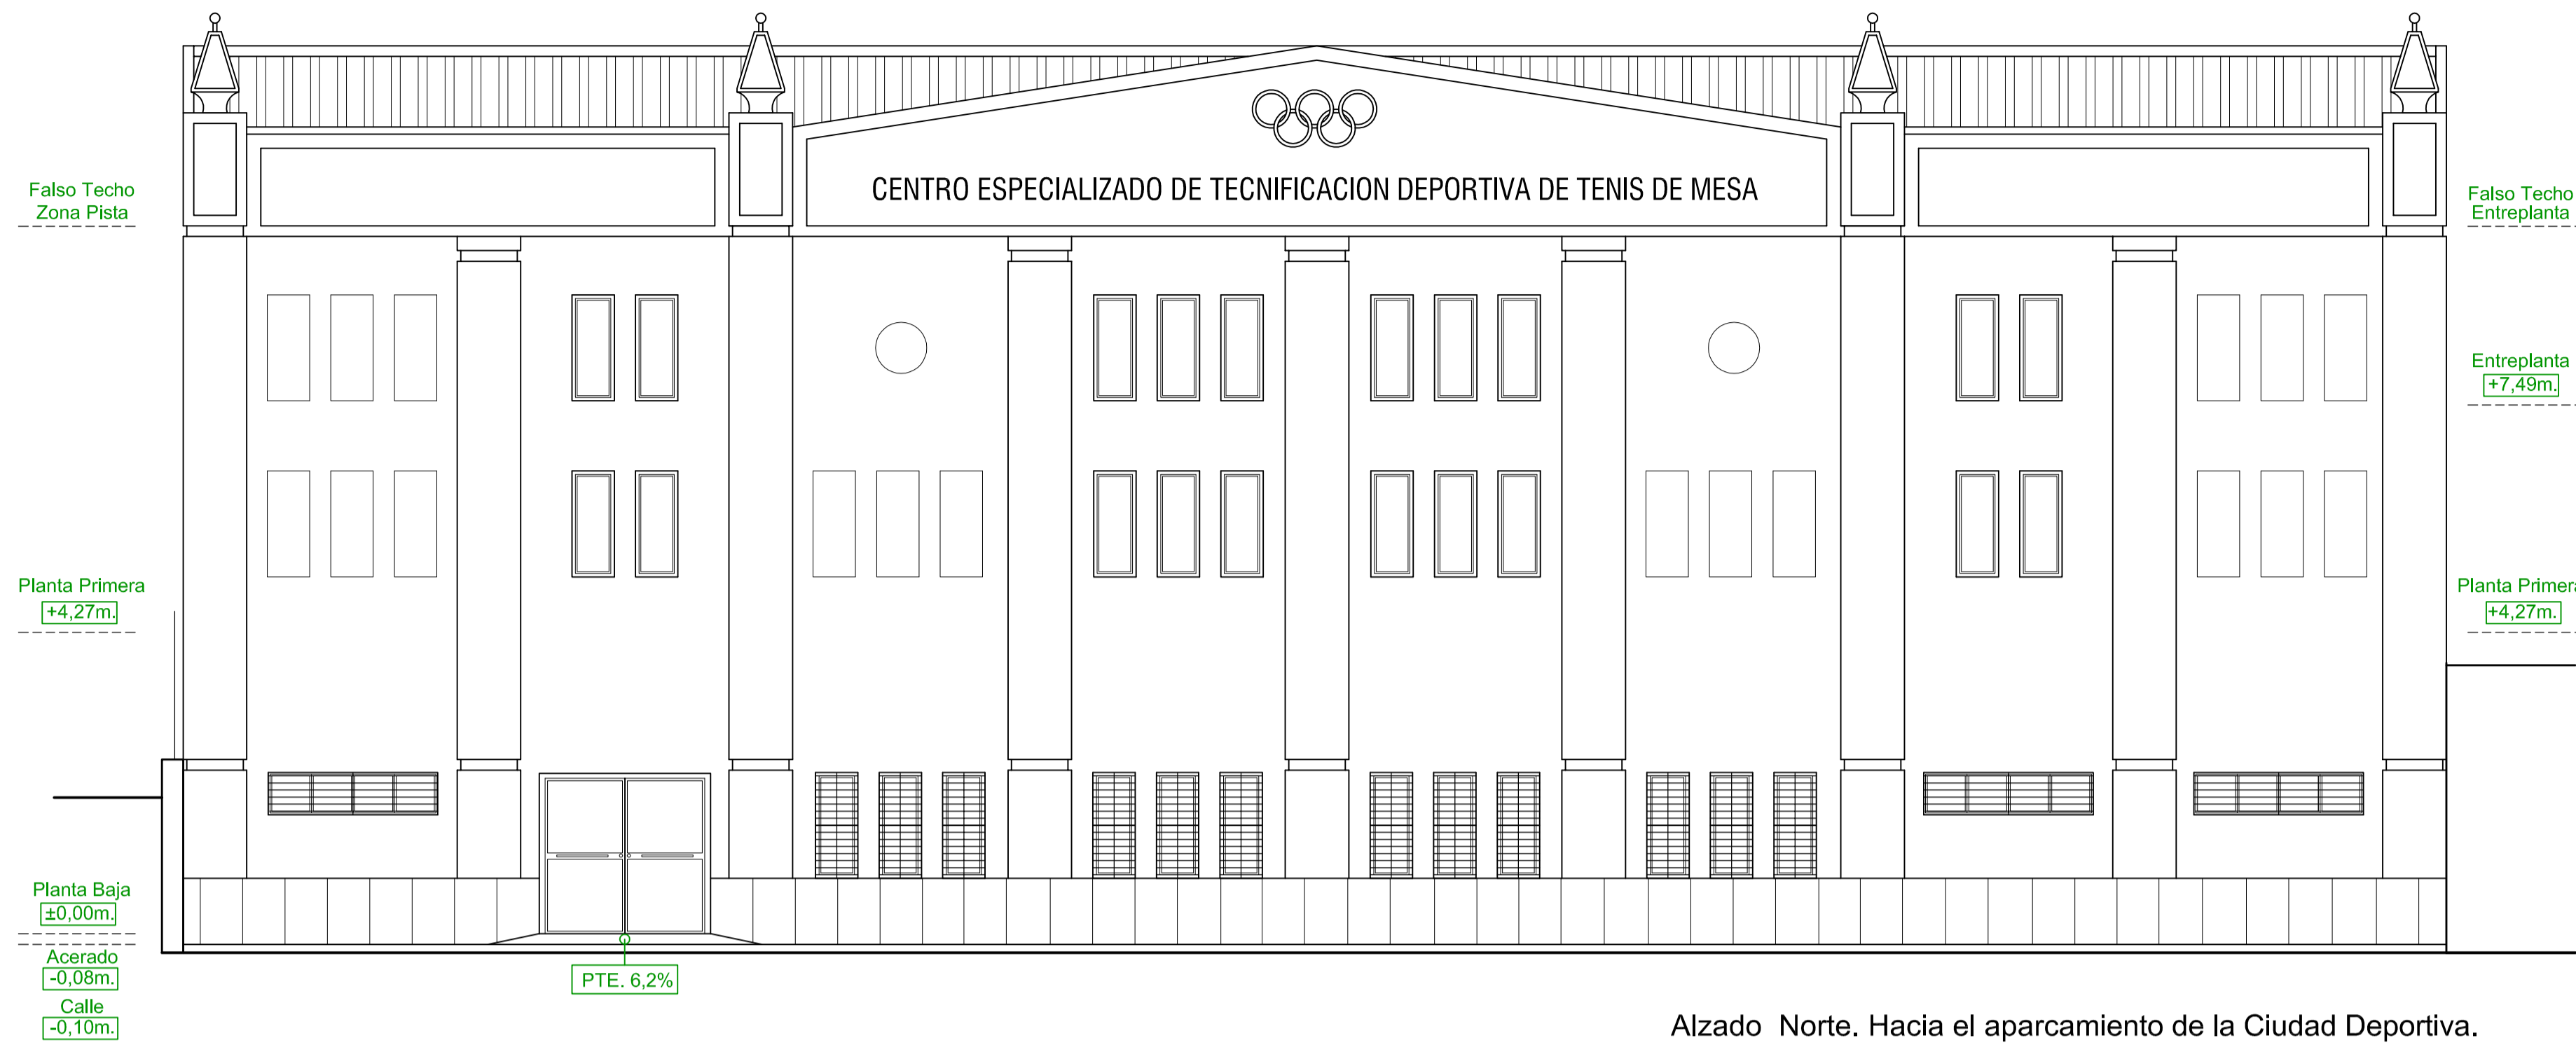 CENTRO ESPECIALIZADO DE TECNIFICACION DEPORTIVA DE TENIS DE MESA
Falso Techo
Zona Pista
Falso Techo
Entreplanta
Entreplanta
+7,49m.
Planta Primera
+4,27m.
Planta Primera
+4,27m.
Planta Baja
±0,00m.
Acerado
-0,08m.
Calle
-0,10m.
PTE. 6,2%
Alzado Norte. Hacia el aparcamiento de la Ciudad Deportiva.